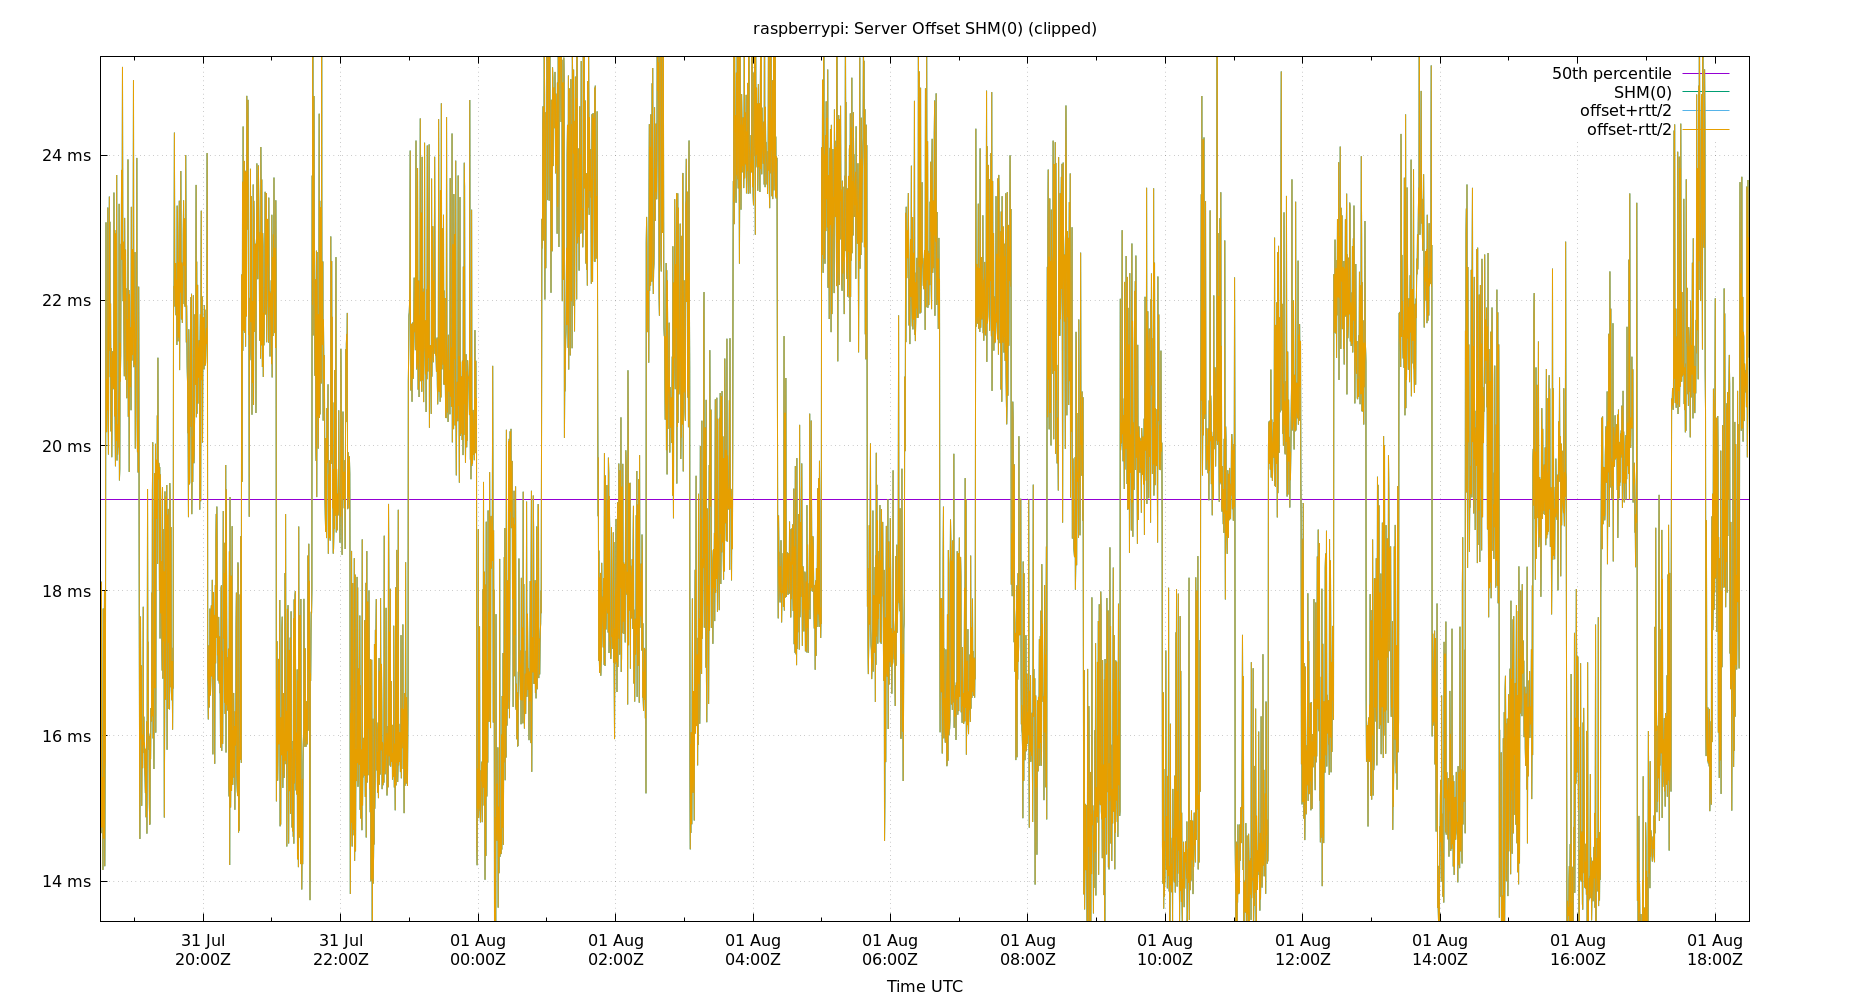 raspberrypi: Server Offset SHM(0) (clipped)
50th percentile
SHM(0)
offset+rtt/2
offset-rtt/2
24 ms
22 ms
20 ms
18 ms
16 ms
14 ms
31 Jul 31 Jul 01 Aug 01 Aug 01 Aug 01 Aug 01 Aug 01 Aug 01 Aug 01 Aug 01 Aug 01 Aug
20:00Z 22:00Z 00:00Z 02:00Z 04:00Z 06:00Z 08:00Z 10:00Z 12:00Z 14:00Z 16:00Z 18:00Z
Time UTC